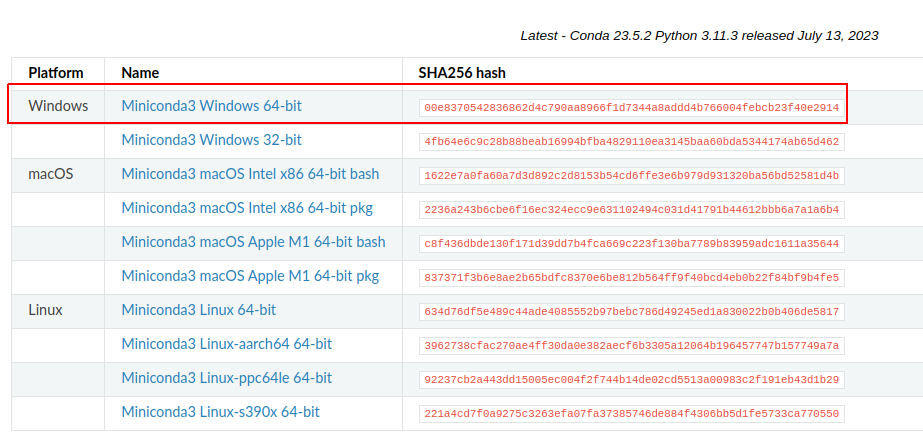 Latest - Conda 23.5.2 Python 3.11.3 released July 13, 2023
Platform Name SHA256 hash
Windows Miniconda3 Windows 64-bit 00e8370542836862d4c790aa8966f1d7344a8addd4b766004febcb23f40e2914
Miniconda3 Windows 32-bit 4fb64e6c9c28b88beab16994bfba4829110ea3145baa60bda5344174ab65d462
macOS Miniconda3 macOS Intel x86 64-bit bash 1622e7a0fa60a7d3d892c2d8153b54cd6ffe3e6b979d931320ba56bd52581d4b
Miniconda3 macOS Intel x86 64-bit pkg 2236a243b6cbe6f16ec324ecc9e631102494c031d41791b44612bbb6a7a1a6b4
Miniconda3 macOS Apple M1 64-bit bash c8f436dbde130f171d39dd7b4fca669c223f130ba7789b83959adc1611a35644
Miniconda3 macOS Apple M1 64-bit pkg 837371f3b6e8ae2b65bdfc8370e6be812b564ff9f40bcd4eb0b22f84bf9b4fe5
Linux Miniconda3 Linux 64-bit 634d76df5e489c44ade4085552b97bebc786d49245ed1a830022b0b406de5817
Miniconda3 Linux-aarch64 64-bit 3962738cfac270ae4ff30da0e382aecf6b3305a12064b196457747b157749a7a
Miniconda3 Linux-ppc64le 64-bit 92237cb2a443dd15005ec004f2f744b14de02cd5513a00983c2f191eb43d1b29
Miniconda3 Linux-s390x 64-bit 221a4cd7f0a9275c3263efa07fa37385746de884f4306bb5d1fe5733ca770550